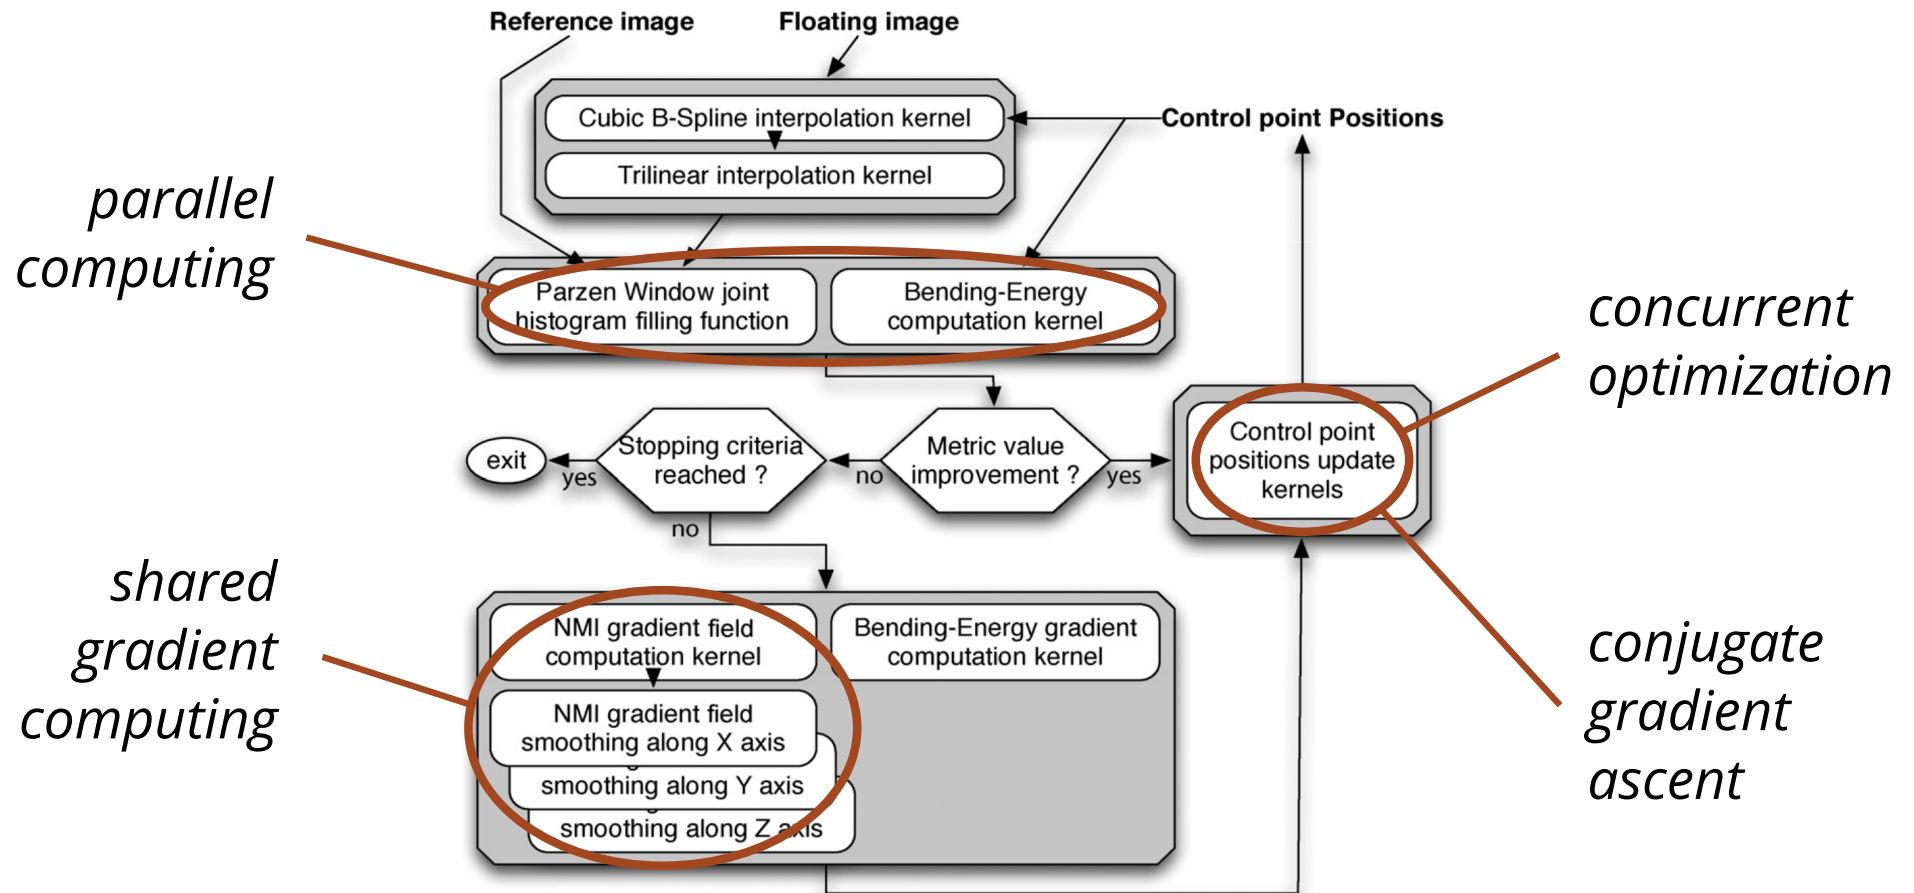 Reference image
Floating image
Cubic B-Spline interpolation kernel
Control point Positions
Trilinear interpolation kernel
parallel
computing
Parzen Window joint
histogram filling function
Bending-Energy
computation kernel
concurrent
optimization
exit
yes
Stopping criteria
reached ?
no
Metric value
improvement ?
yes
Control point
positions update
kernels
no
shared
gradient
computing
NMI gradient field
computation kernel
Bending-Energy gradient
computation kernel
NMI gradient field
smoothing along X axis
smoothing along Y axis
smoothing along Z axis
conjugate
gradient
ascent